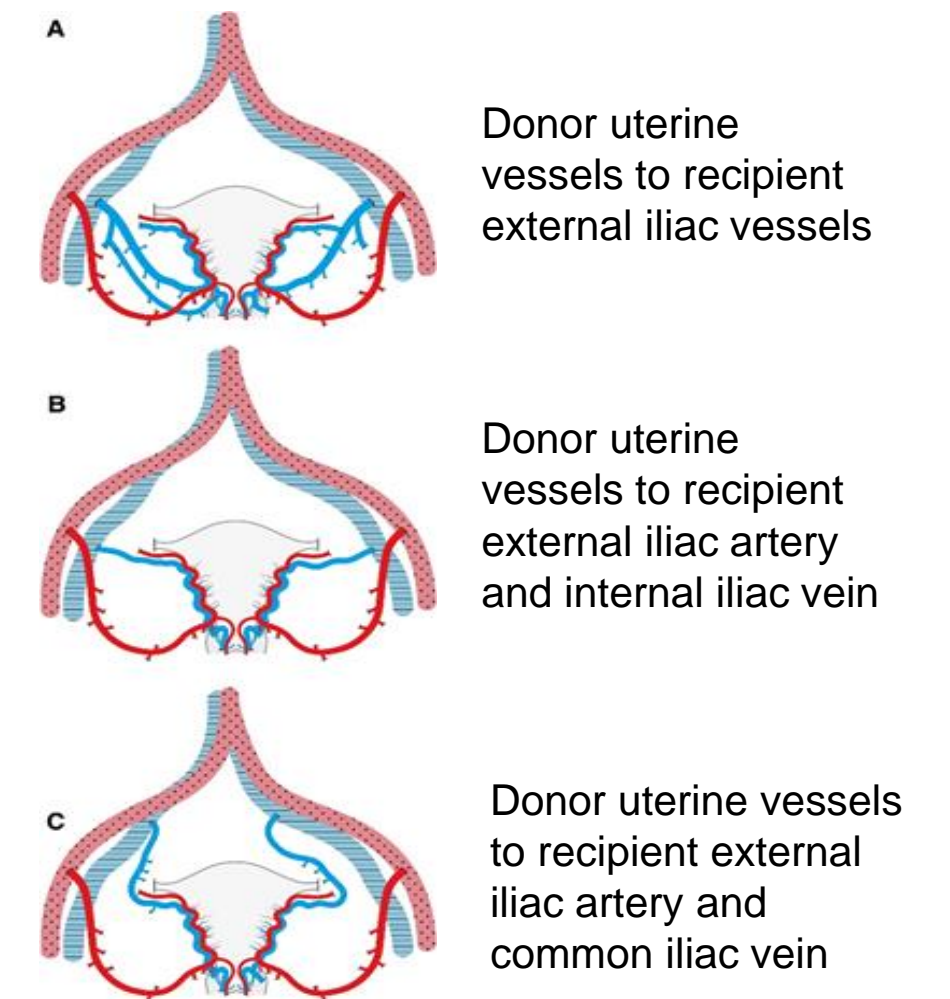 A
Donor uterine
vessels to recipient
external iliac vessels
B
Donor uterine
vessels to recipient
external iliac artery
and internal iliac vein
C
Donor uterine vessels
to recipient external
iliac artery and
common iliac vein